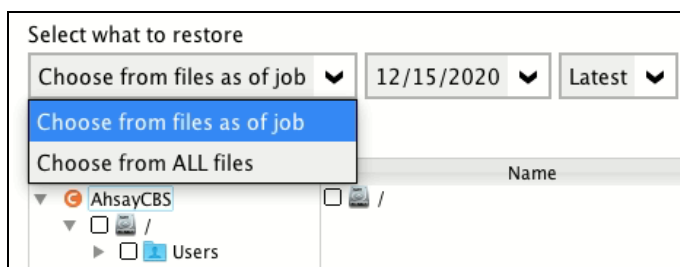 Select what to restore
Choose from files as of job 12/15/2020 Latest
Choose from files as of job
Choose from ALL files
Name
AhsayCBS /
/
Users